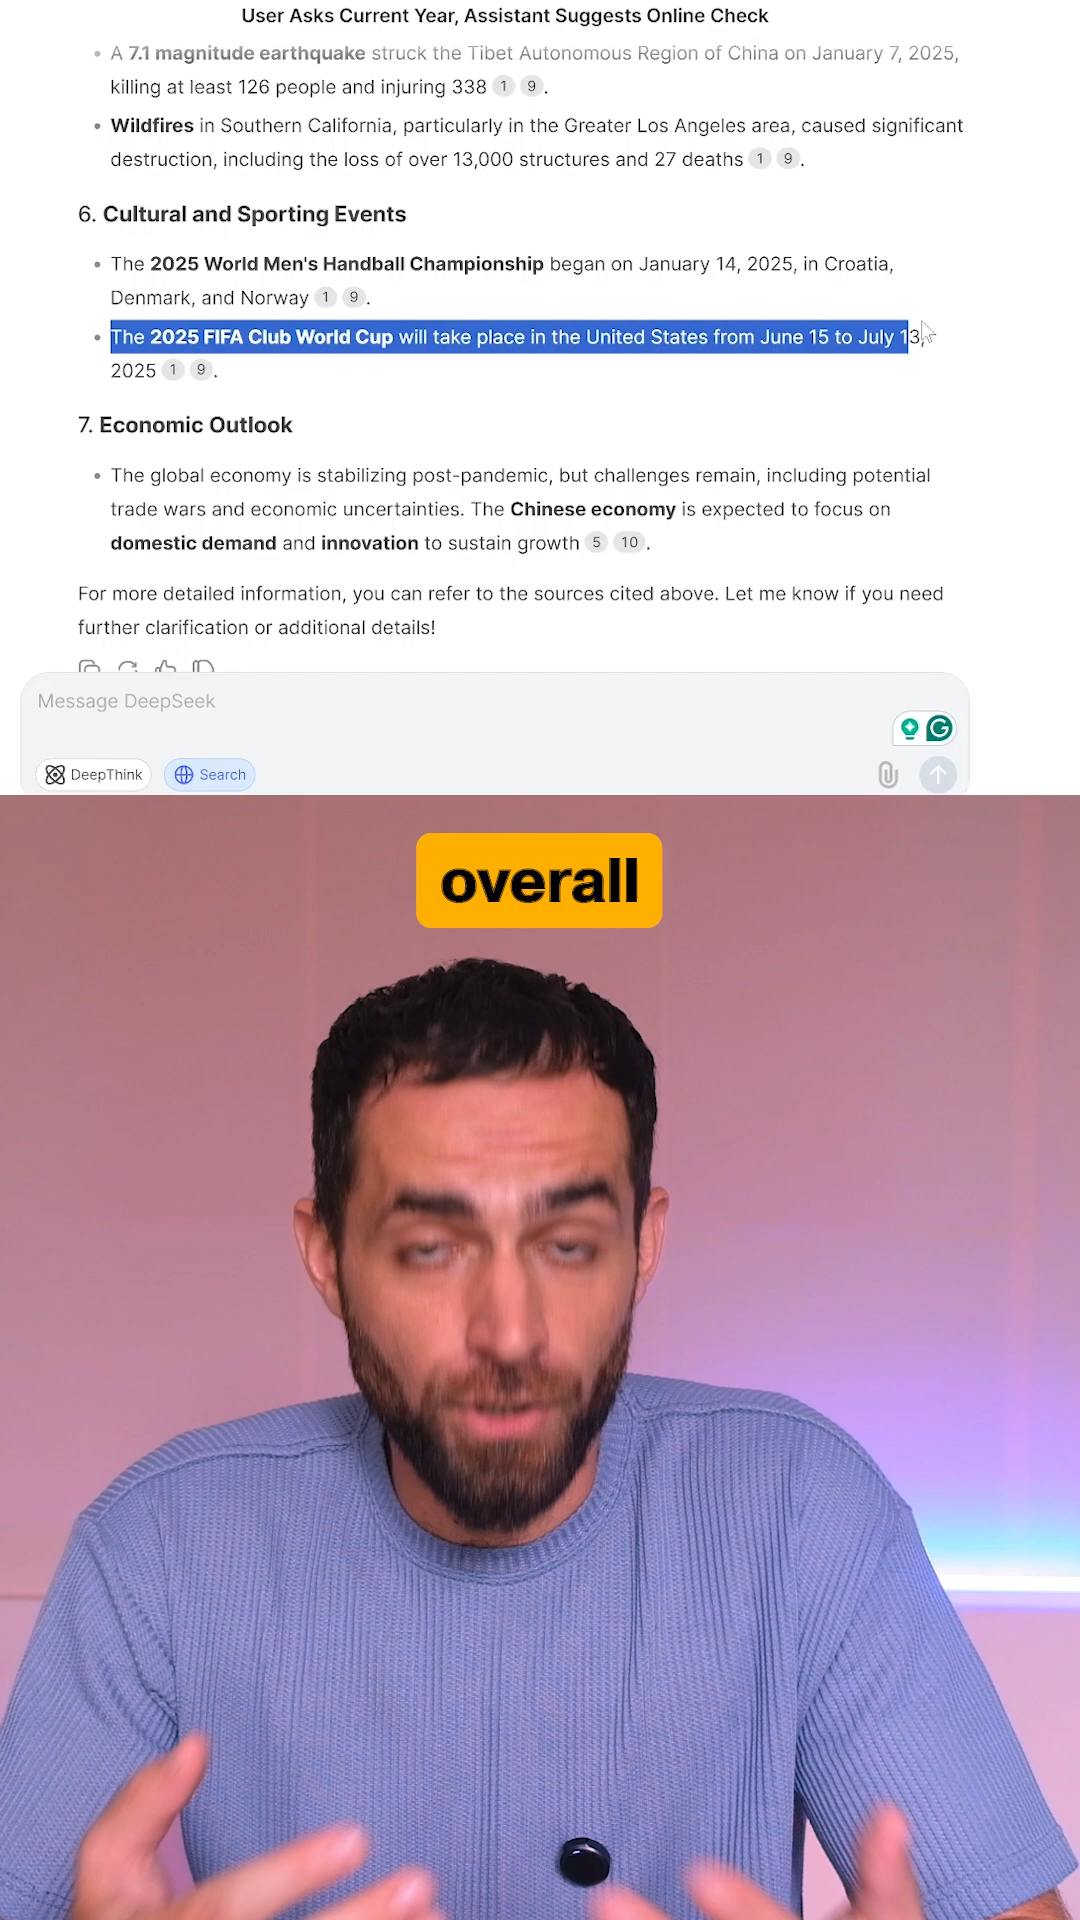 User Asks Current Year, Assistant Suggests Online Check
• A 7.1 magnitude earthquake struck the Tibet Autonomous Region of China on January 7, 2025,
killing at least 126 people and injuring 338 1 9.
• Wildfires in Southern California, particularly in the Greater Los Angeles area, caused significant
destruction, including the loss of over 13,000 structures and 27 deaths 1 9.
6. Cultural and Sporting Events
• The 2025 World Men's Handball Championship began on January 14, 2025, in Croatia,
Denmark, and Norway 1 9.
• The 2025 FIFA Club World Cup will take place in the United States from June 15 to July 13,
2025 1 9.
7. Economic Outlook
• The global economy is stabilizing post-pandemic, but challenges remain, including potential
trade wars and economic uncertainties. The Chinese economy is expected to focus on
domestic demand and innovation to sustain growth 5 10.
For more detailed information, you can refer to the sources cited above. Let me know if you need
further clarification or additional details!
Message DeepSeek
DeepThink Search
overall